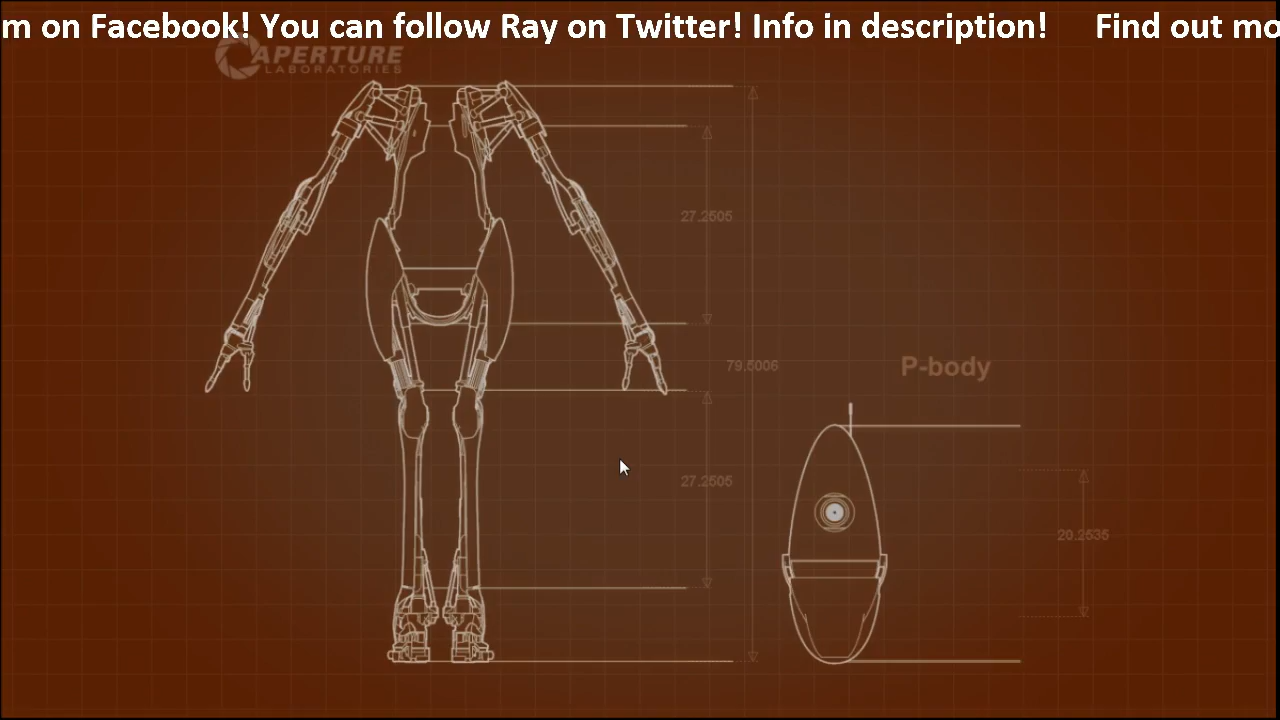 m on Facebook! You can follow Ray on Twitter! Info in description! Find out mo
APERTURE
LABORATORIES
27.2505
79.5006
P-body
27.2505
20.2535